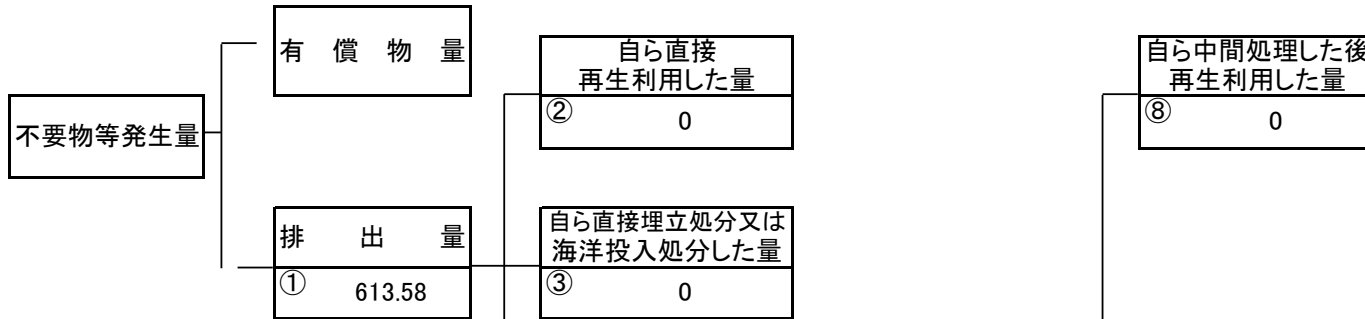 不要物等発生量
有償物量
排出量
① 613.58
自ら直接
再生利用した量
② 0
自ら直接埋立処分又は
海洋投入処分した量
③ 0
自ら中間処理した後
再生利用した量
⑧ 0